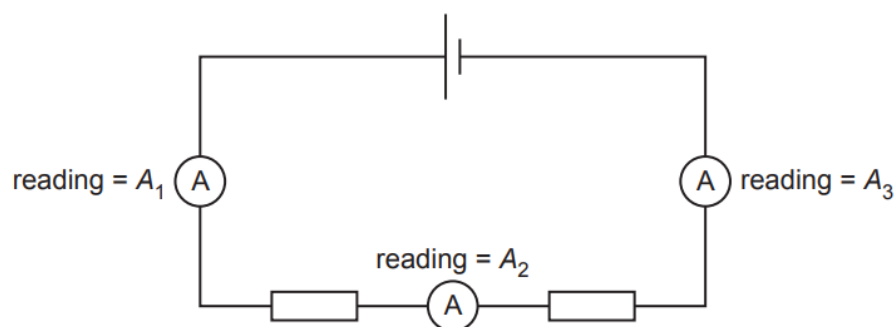 reading = A₁
A
A
reading = A₃
reading = A₂
A